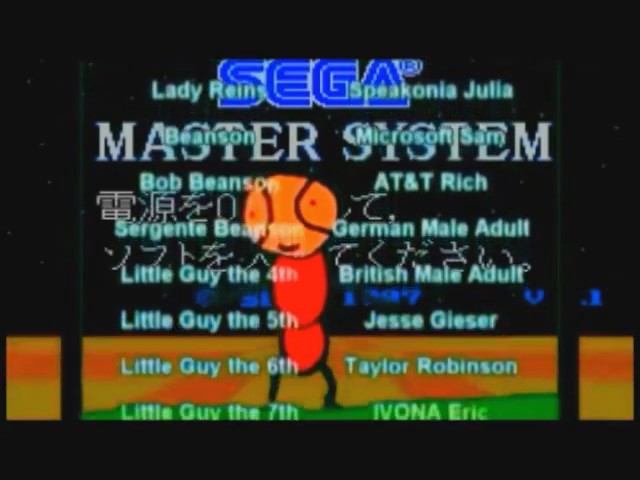 SEGA®
Lady Reins Speakonia Julia
MASTER SYSTEM
Beanson Microsoft Sam
Bob Beanson AT&T Rich
電源を して,
Sergente Beanson German Male Adult
ソフトを てください。
Little Guy the 4th British Male Adult
Little Guy the 5th Jesse Gieser
Little Guy the 6th Taylor Robinson
Little Guy the 7th IVONA Eric